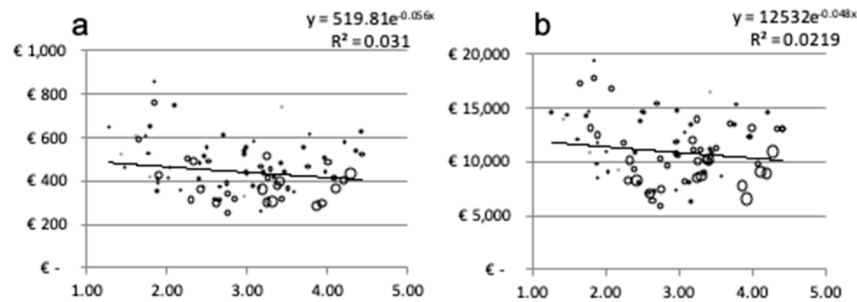 a
y = 519.81e-0.056x
R² = 0.031
€ 1,000
€ 800
€ 600
€ 400
€ 200
€ -
1.00 2.00 3.00 4.00 5.00
b
y = 12532e-0.048x
R² = 0.0219
€ 20,000
€ 15,000
€ 10,000
€ 5,000
€ -
1.00 2.00 3.00 4.00 5.00